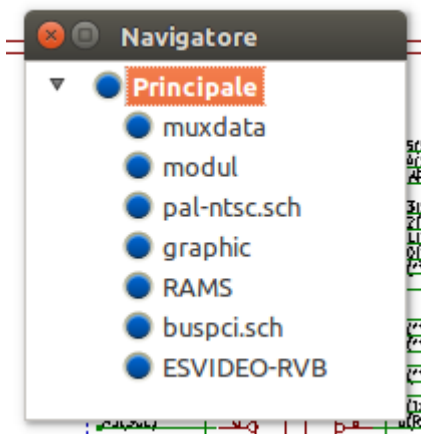 Navigatore
Principale
muxdata
modul
pal-ntsc.sch
graphic
RAMS
buspci.sch
ESVIDEO-RVB